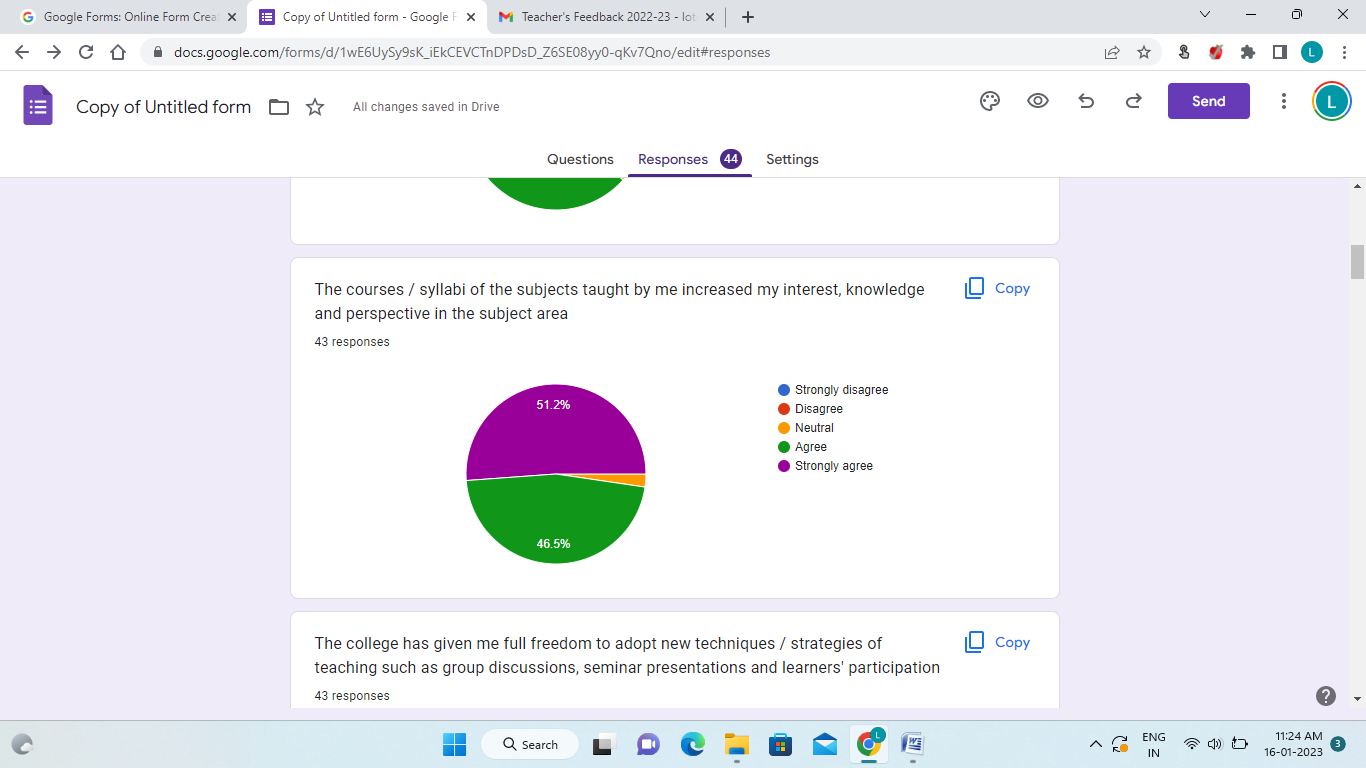 Google Forms: Online Form Crea
Copy of Untitled form - Google F
Teacher's Feedback 2022-23 - iot
docs.google.com/forms/d/1wE6UySy9sK_iEkCEVCTnDPDsD_Z6SE08yy0-qKv7Qno/edit#responses
L
Copy of Untitled form
All changes saved in Drive
Send
L
Questions
Responses 44
Settings
The courses / syllabi of the subjects taught by me increased my interest, knowledge
and perspective in the subject area
Copy
43 responses
51.2%
46.5%
Strongly disagree
Disagree
Neutral
Agree
Strongly agree
The college has given me full freedom to adopt new techniques / strategies of
teaching such as group discussions, seminar presentations and learners' participation
Copy
43 responses
Search
L
ENG
IN
11:24 AM
16-01-2023
3